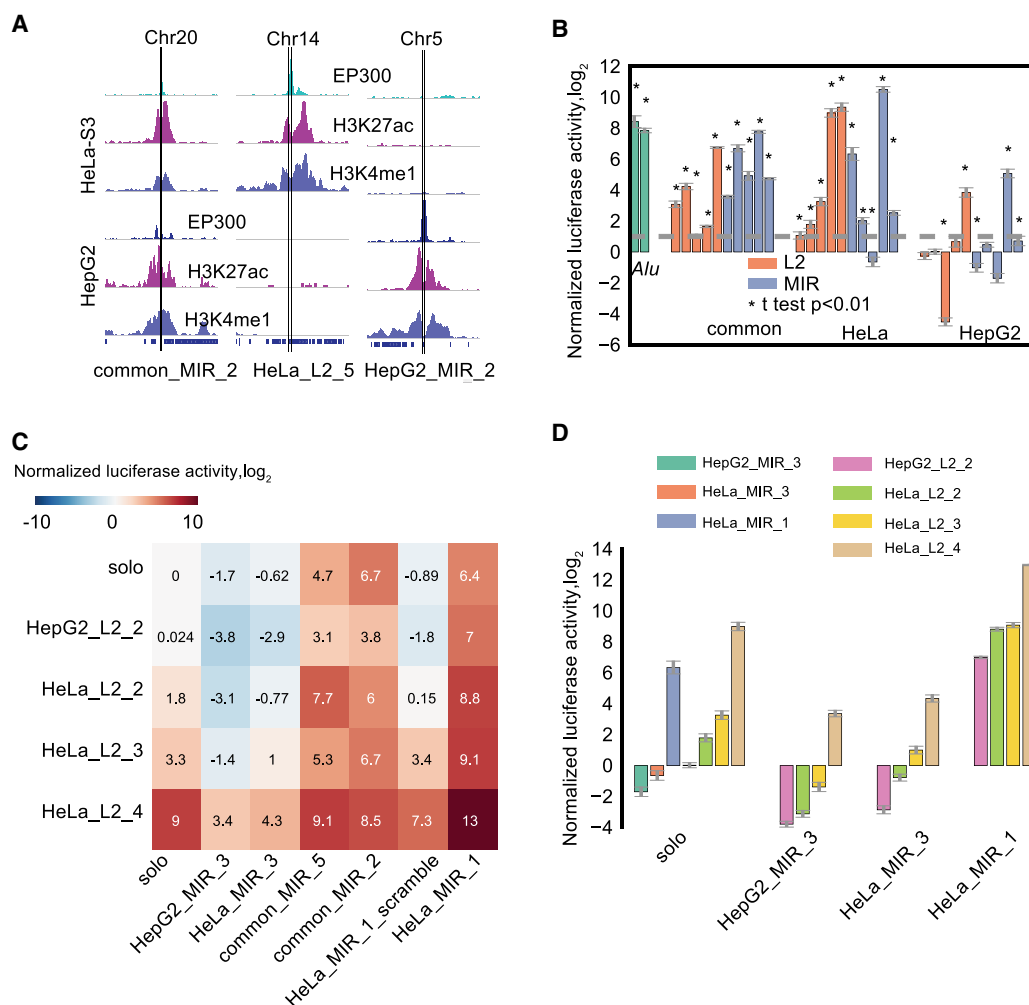 A
Chr20 Chr14 Chr5
HeLa-S3
EP300
H3K27ac
H3K4me1
HepG2
EP300
H3K27ac
H3K4me1
common_MIR_2 HeLa_L2_5 HepG2_MIR_2
B
Normalized luciferase activity,log2
12
10
8
6
4
2
0
-2
-4
-6
* * * * * * * * * * * * * * * * * * * * * * * * * * * *
Alu
L2
MIR
* t test p<0.01
common HeLa HepG2
C
Normalized luciferase activity,log2
-10 0 10
solo 0 -1.7 -0.62 4.7 6.7 -0.89 6.4
HepG2_L2_2 0.024 -3.8 -2.9 3.1 3.8 -1.8 7
HeLa_L2_2 1.8 -3.1 -0.77 7.7 6 0.15 8.8
HeLa_L2_3 3.3 -1.4 1 5.3 6.7 3.4 9.1
HeLa_L2_4 9 3.4 4.3 9.1 8.5 7.3 13
solo HepG2_MIR_3 HeLa_MIR_3 common_MIR_5 common_MIR_2 HeLa_MIR_1_scramble HeLa_MIR_1
D
HepG2_MIR_3 HepG2_L2_2
HeLa_MIR_3 HeLa_L2_2
HeLa_MIR_1 HeLa_L2_3
HeLa_L2_4
Normalized luciferase activity,log2
14
12
10
8
6
4
2
0
−2
−4
solo HepG2_MIR_3 HeLa_MIR_3 HeLa_MIR_1